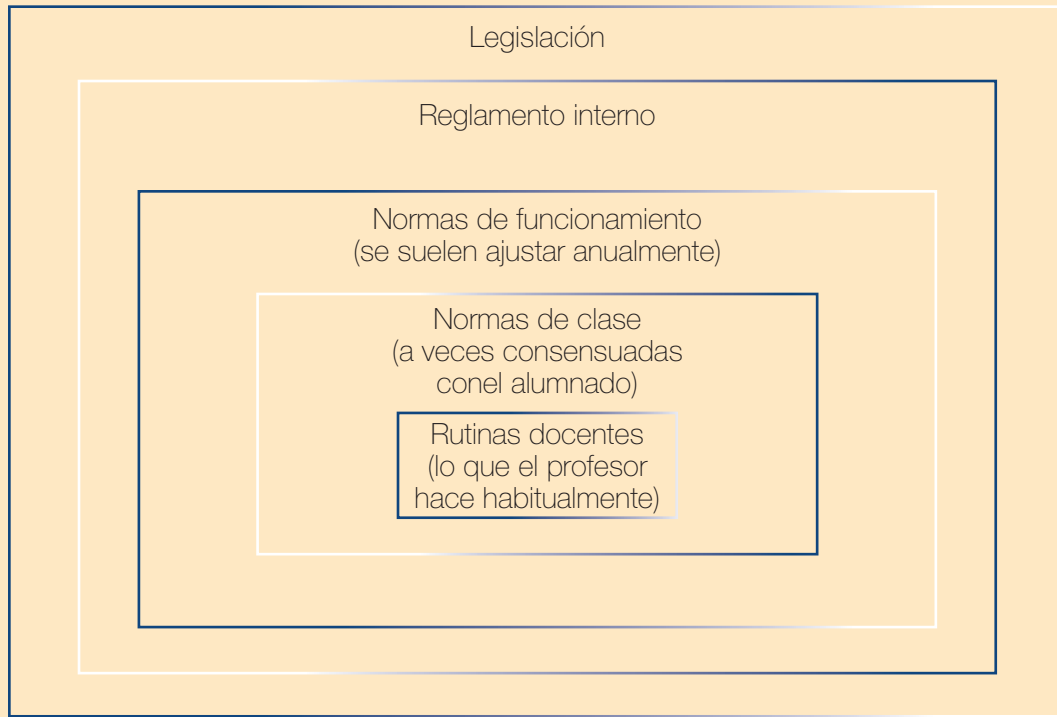 Legislación
Reglamento interno
Normas de funcionamiento
(se suelen ajustar anualmente)
Normas de clase
(a veces consensuadas
conel alumnado)
Rutinas docentes
(lo que el profesor
hace habitualmente)